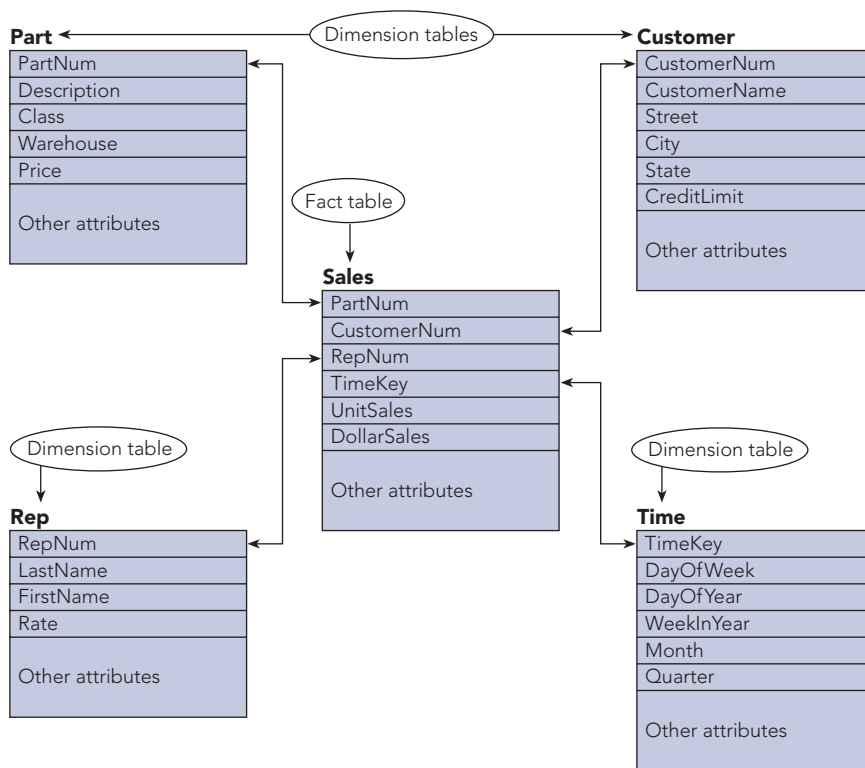 Dimension tables
Part
PartNum
Description
Class
Warehouse
Price
Other attributes
Customer
CustomerNum
CustomerName
Street
City
State
CreditLimit
Other attributes
Fact table
Sales
PartNum
CustomerNum
RepNum
TimeKey
UnitSales
DollarSales
Other attributes
Dimension table
Rep
RepNum
LastName
FirstName
Rate
Other attributes
Dimension table
Time
TimeKey
DayOfWeek
DayOfYear
WeekInYear
Month
Quarter
Other attributes